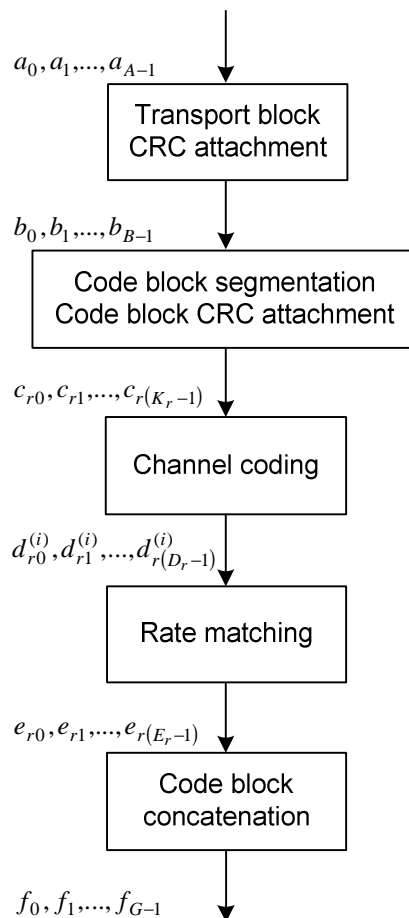 a_0, a_1,..., a_{A−1}
Transport block
CRC attachment
b_0, b_1,..., b_{B−1}
Code block segmentation
Code block CRC attachment
c_{r0}, c_{r1},..., c_{r(K_r−1)}
Channel coding
d_{r0}^{(i)}, d_{r1}^{(i)},..., d_{r(D_r−1)}^{(i)}
Rate matching
e_{r0}, e_{r1},..., e_{r(E_r−1)}
Code block
concatenation
f_0, f_1,..., f_{G−1}